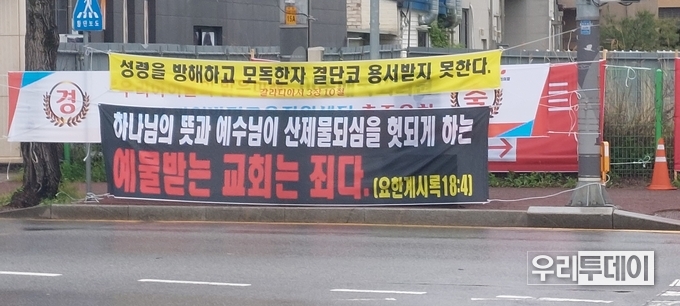 성령을 방해하고 모독한자 결단코 용서받지 못한다.
경
축
하나님의 뜻과 예수님이 산제물되심을 헛되게 하는
예물받는 교회는 죄다. (요한계시록18:4)
우리투데이